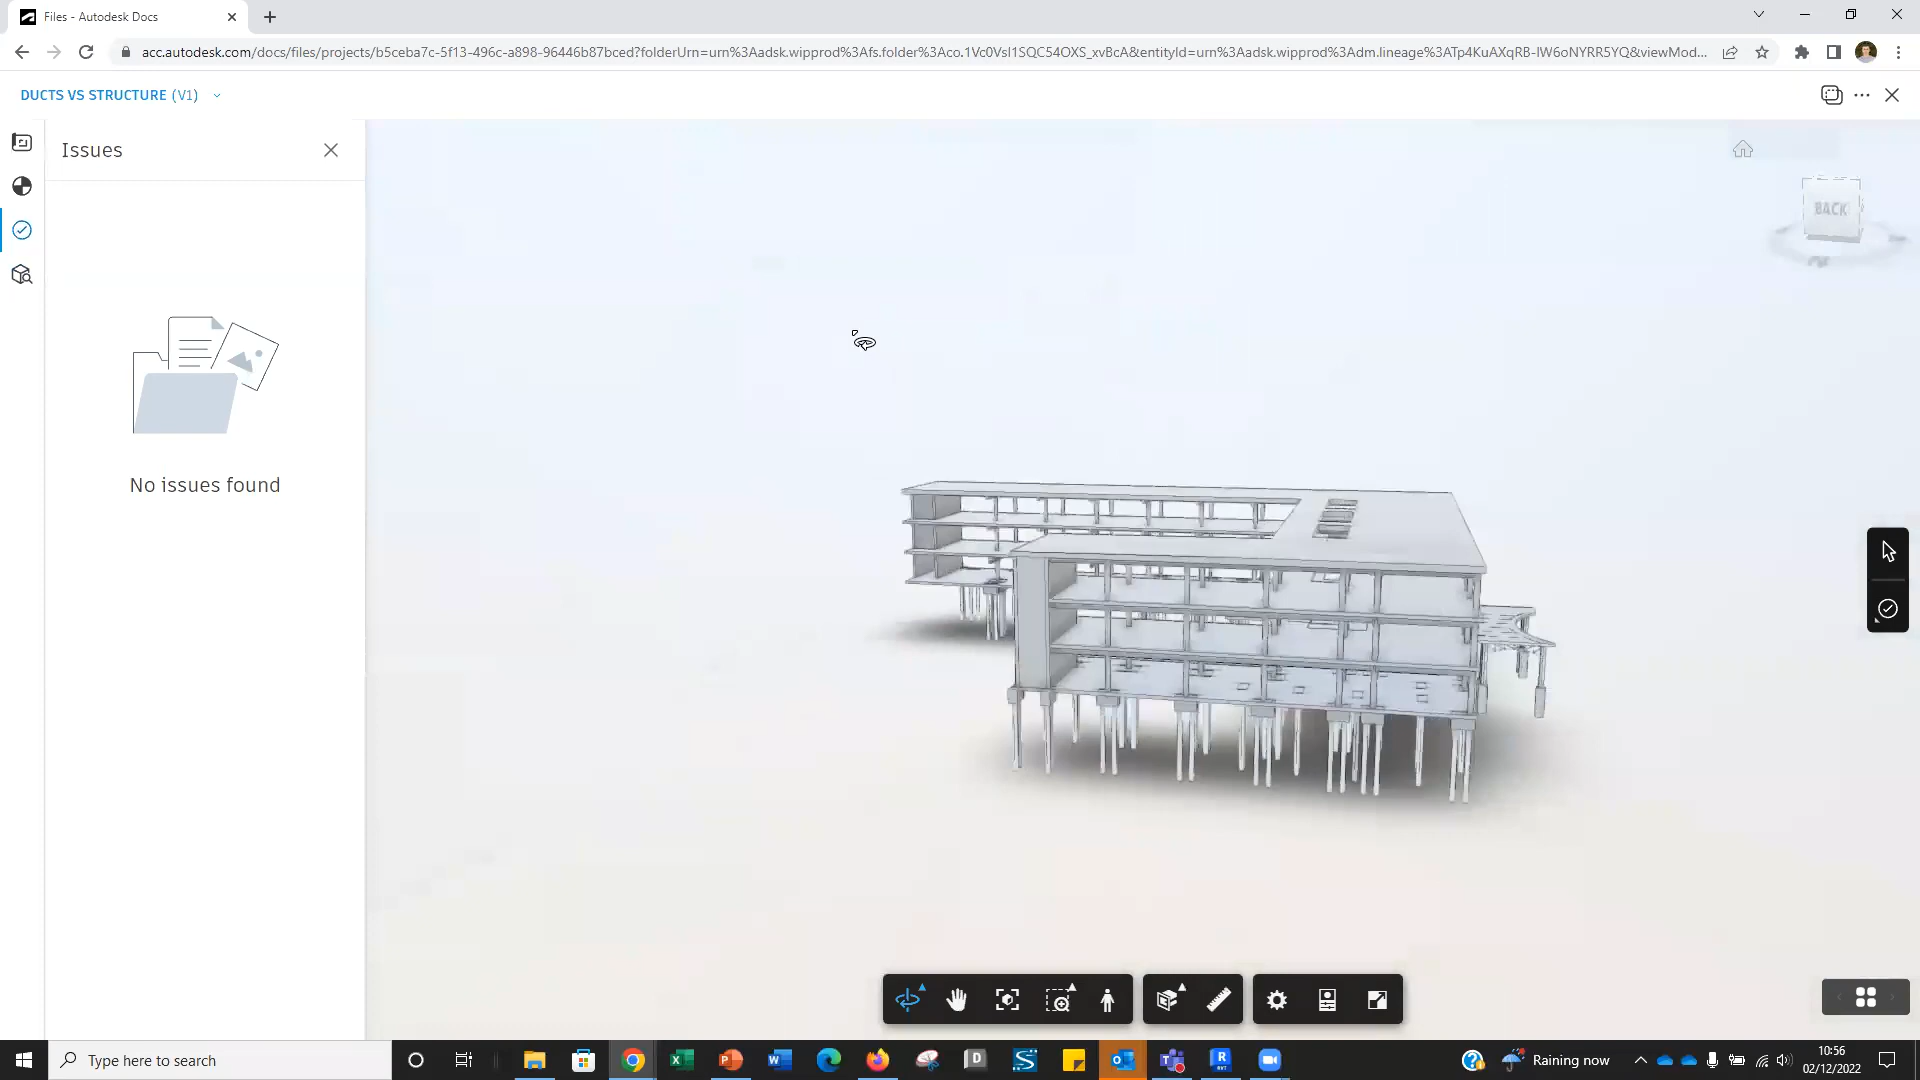 Files - Autodesk Docs
acc.autodesk.com/docs/files/projects/b5ceba7c-5f13-496c-a898-96446b87bced?folderUrn=urn%3Aadsk.wipprod%3Afs.folder%3Aco.1Vc0VsI1SQC54OXS_xvBcA&entityId=urn%3Aadsk.wipprod%3Adm.lineage%3ATp4KuAXqRB-lW6oNYRR5YQ&viewMod...
DUCTS VS STRUCTURE (V1)
Issues
BACK
No issues found
Type here to search
D
R
Raining now
10:56
02/12/2022